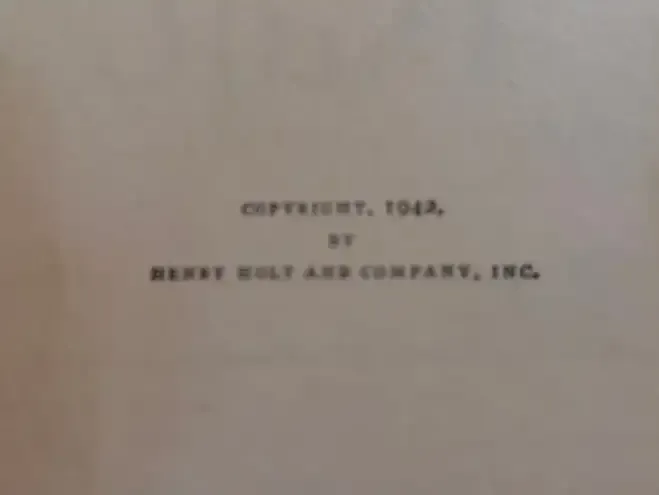 COPYRIGHT, 1942,
BY
HENRY HOLT AND COMPANY, INC.